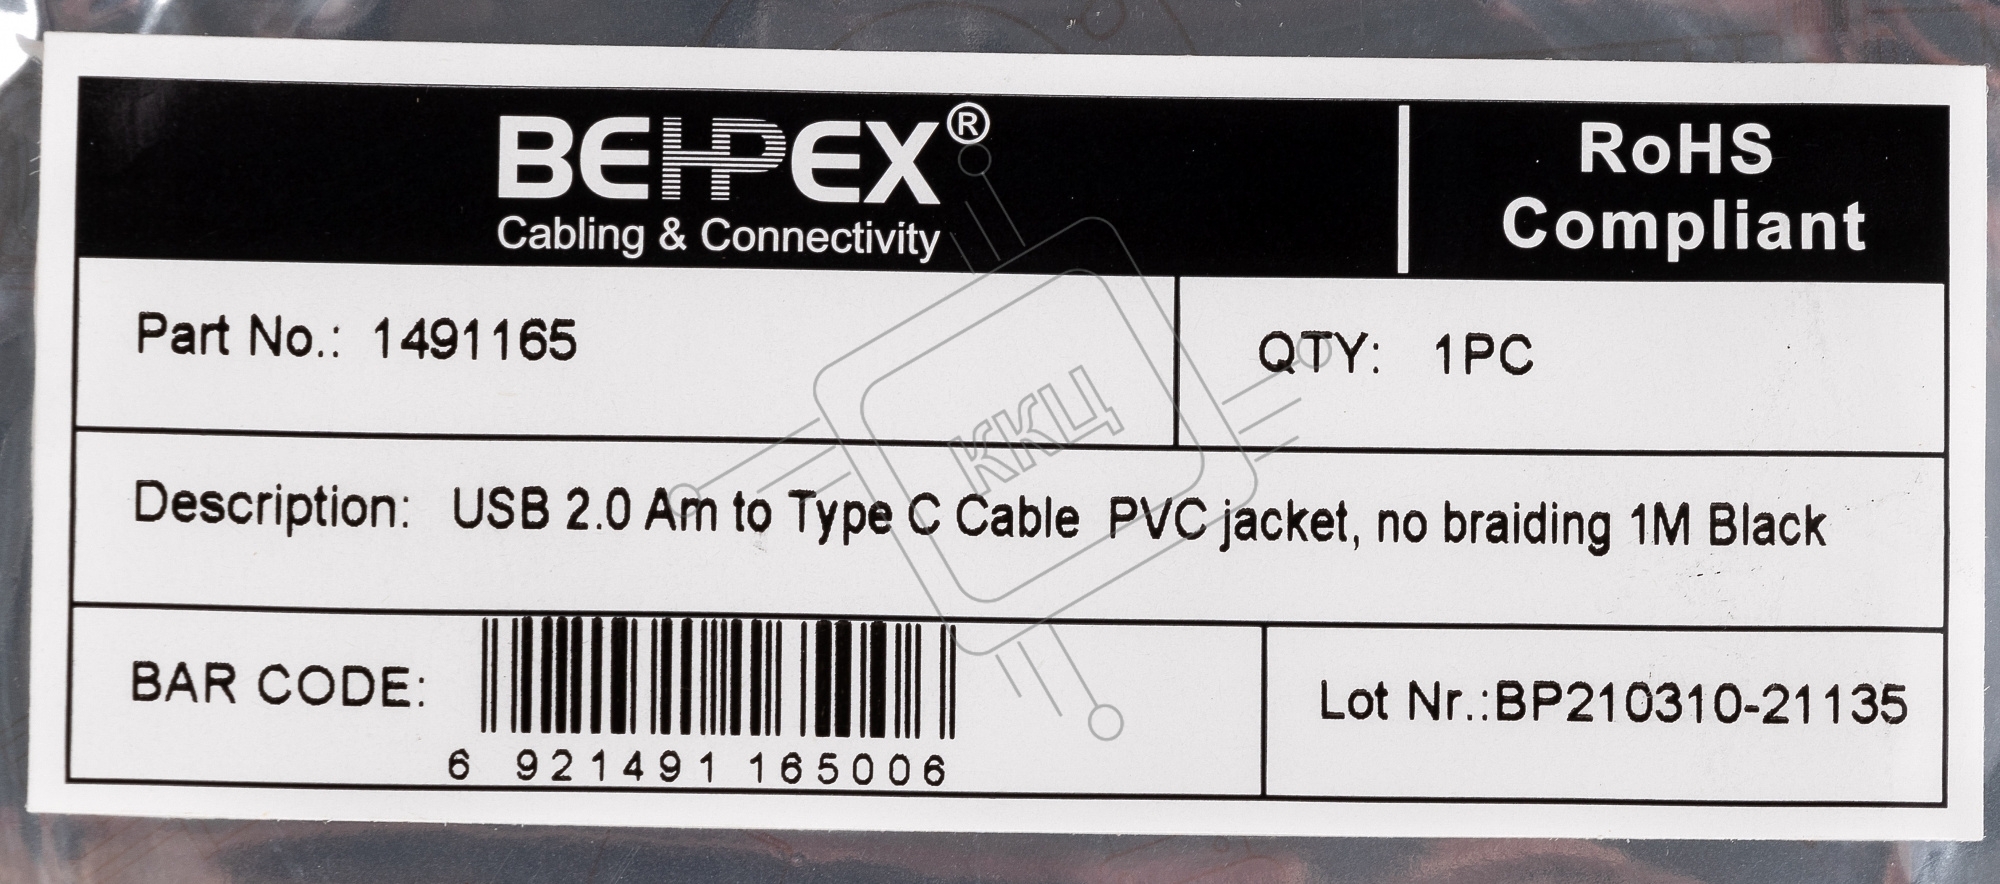 BEHPEX®
Cabling & Connectivity
RoHS
Compliant
Part No.: 1491165
QTY: 1PC
Description: USB 2.0 Am to Type C Cable PVC jacket, no braiding 1M Black
BAR CODE:
6 921491 165006
Lot Nr.:BP210310-21135
ККЦ